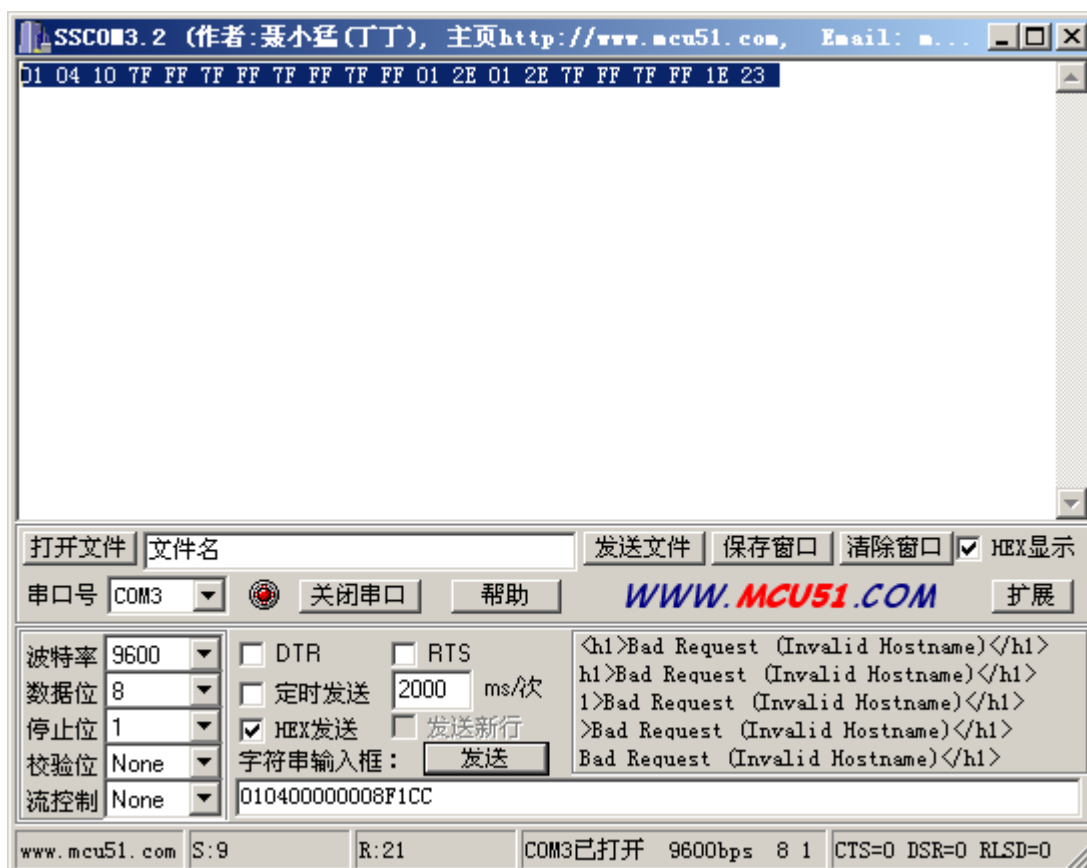 SSCOM3.2 (作者:聂小猛(丁丁), 主页http://www.mcu51.com, Email: m...
01 04 10 7F FF 7F FF 7F FF 7F FF 01 2E 01 2E 7F FF 7F FF 1E 23
打开文件 文件名 发送文件 保存窗口 清除窗口 HEX显示
串口号 COM3 关闭串口 帮助 WWW.MCU51.COM 扩展
波特率 9600 DTR RTS
数据位 8 定时发送 2000 ms/次
停止位 1 HEX发送 发送新行
校验位 None 字符串输入框: 发送
流控制 None 010400000008F1CC
<h1>Bad Request (Invalid Hostname)</h1>
h1>Bad Request (Invalid Hostname)</h1>
1>Bad Request (Invalid Hostname)</h1>
>Bad Request (Invalid Hostname)</h1>
Bad Request (Invalid Hostname)</h1>
www.mcu51.com S:9 R:21 COM3已打开 9600bps 8 1 CTS=0 DSR=0 RLSD=0